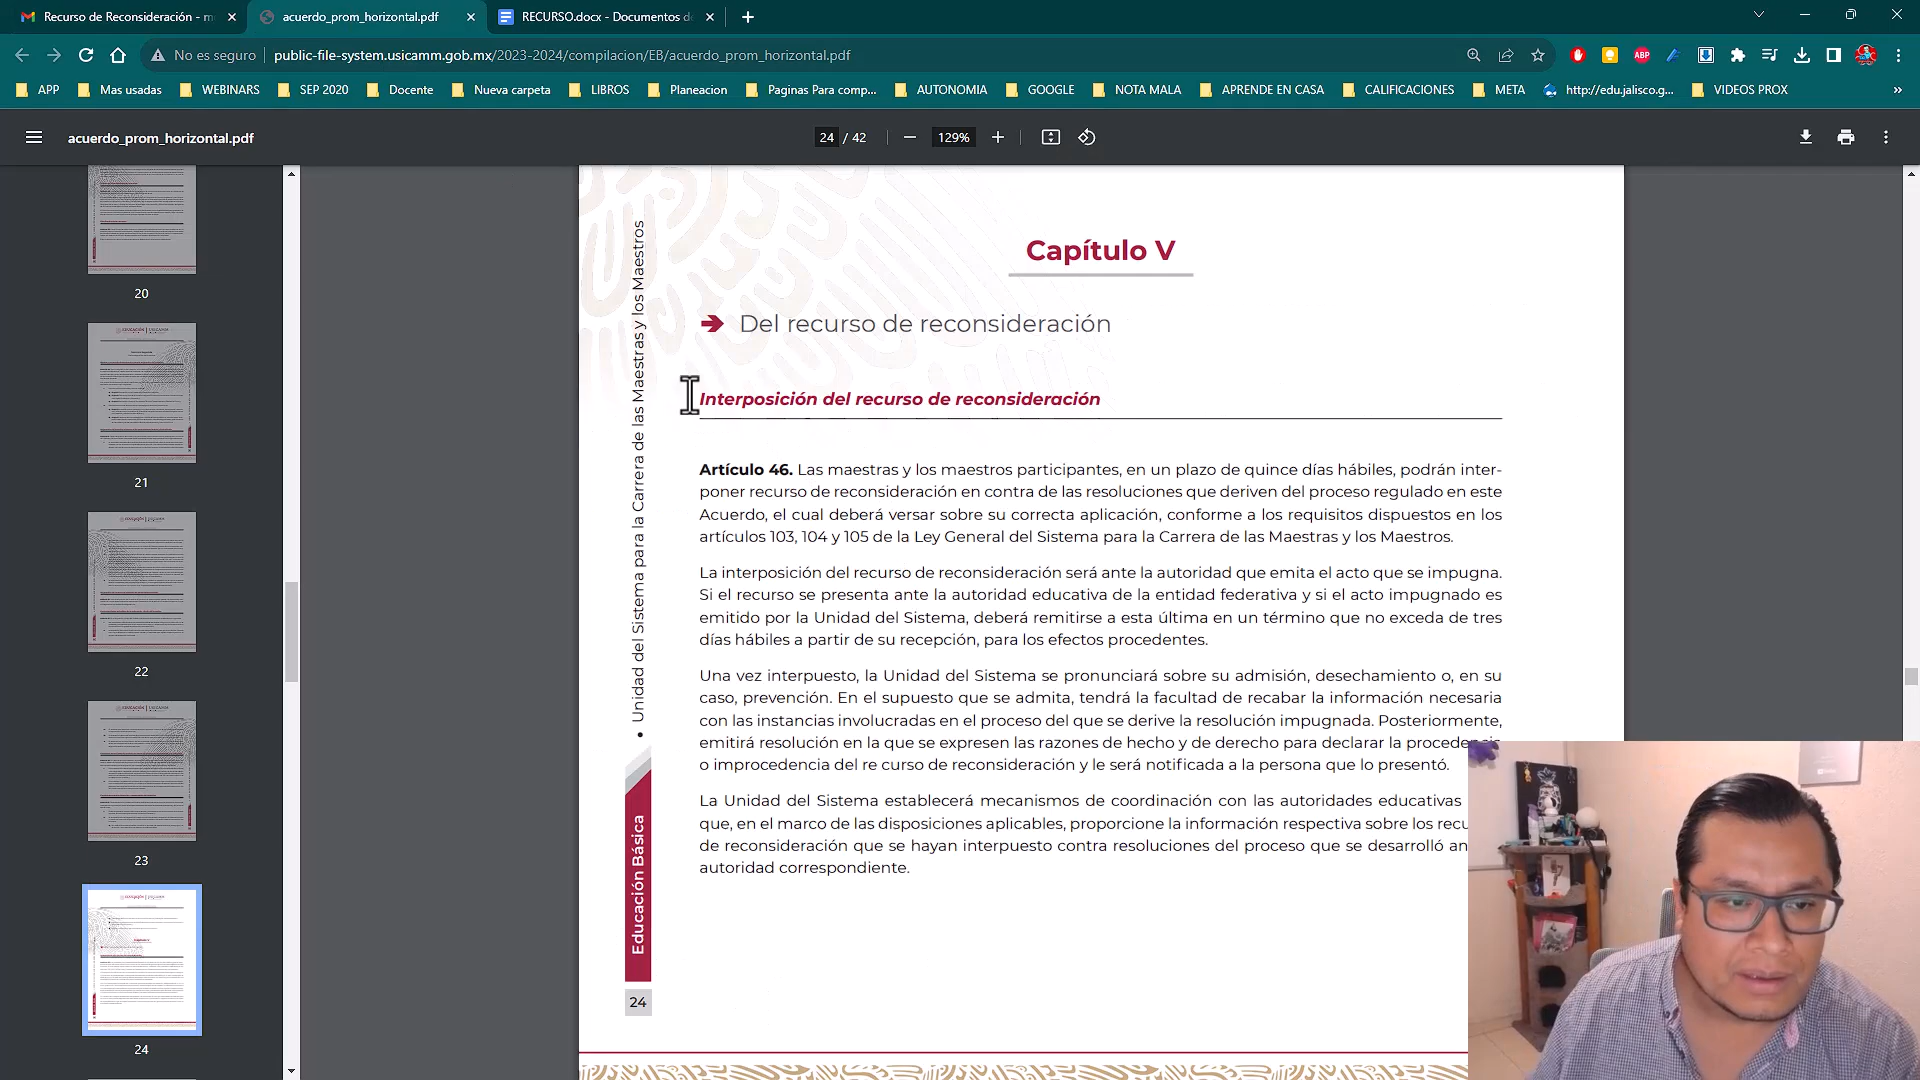 Recurso de Reconsideración - m
acuerdo_prom_horizontal.pdf
RECURSO.docx - Documentos de
No es seguro
public-file-system.usicamm.gob.mx/2023-2024/compilacion/EB/acuerdo_prom_horizontal.pdf
ABP
APP
Mas usadas
WEBINARS
SEP 2020
Docente
Nueva carpeta
LIBROS
Planeacion
Paginas Para comp...
AUTONOMIA
GOOGLE
NOTA MALA
APRENDE EN CASA
CALIFICACIONES
META
http://edu.jalisco.g...
VIDEOS PROX
»
acuerdo_prom_horizontal.pdf
24 / 42
129%
20
21
22
23
24
Unidad del Sistema para la Carrera de las Maestras y los Maestros
Educación Básica
24
Capítulo V
Del recurso de reconsideración
Interposición del recurso de reconsideración
Artículo 46. Las maestras y los maestros participantes, en un plazo de quince días hábiles, podrán inter-
poner recurso de reconsideración en contra de las resoluciones que deriven del proceso regulado en este
Acuerdo, el cual deberá versar sobre su correcta aplicación, conforme a los requisitos dispuestos en los
artículos 103, 104 y 105 de la Ley General del Sistema para la Carrera de las Maestras y los Maestros.
La interposición del recurso de reconsideración será ante la autoridad que emita el acto que se impugna.
Si el recurso se presenta ante la autoridad educativa de la entidad federativa y si el acto impugnado es
emitido por la Unidad del Sistema, deberá remitirse a esta última en un término que no exceda de tres
días hábiles a partir de su recepción, para los efectos procedentes.
Una vez interpuesto, la Unidad del Sistema se pronunciará sobre su admisión, desechamiento o, en su
caso, prevención. En el supuesto que se admita, tendrá la facultad de recabar la información necesaria
con las instancias involucradas en el proceso del que se derive la resolución impugnada. Posteriormente,
emitirá resolución en la que se expresen las razones de hecho y de derecho para declarar la procedencia
o improcedencia del re curso de reconsideración y le será notificada a la persona que lo presentó.
La Unidad del Sistema establecerá mecanismos de coordinación con las autoridades educativas
que, en el marco de las disposiciones aplicables, proporcione la información respectiva sobre los recu
de reconsideración que se hayan interpuesto contra resoluciones del proceso que se desarrolló an
autoridad correspondiente.